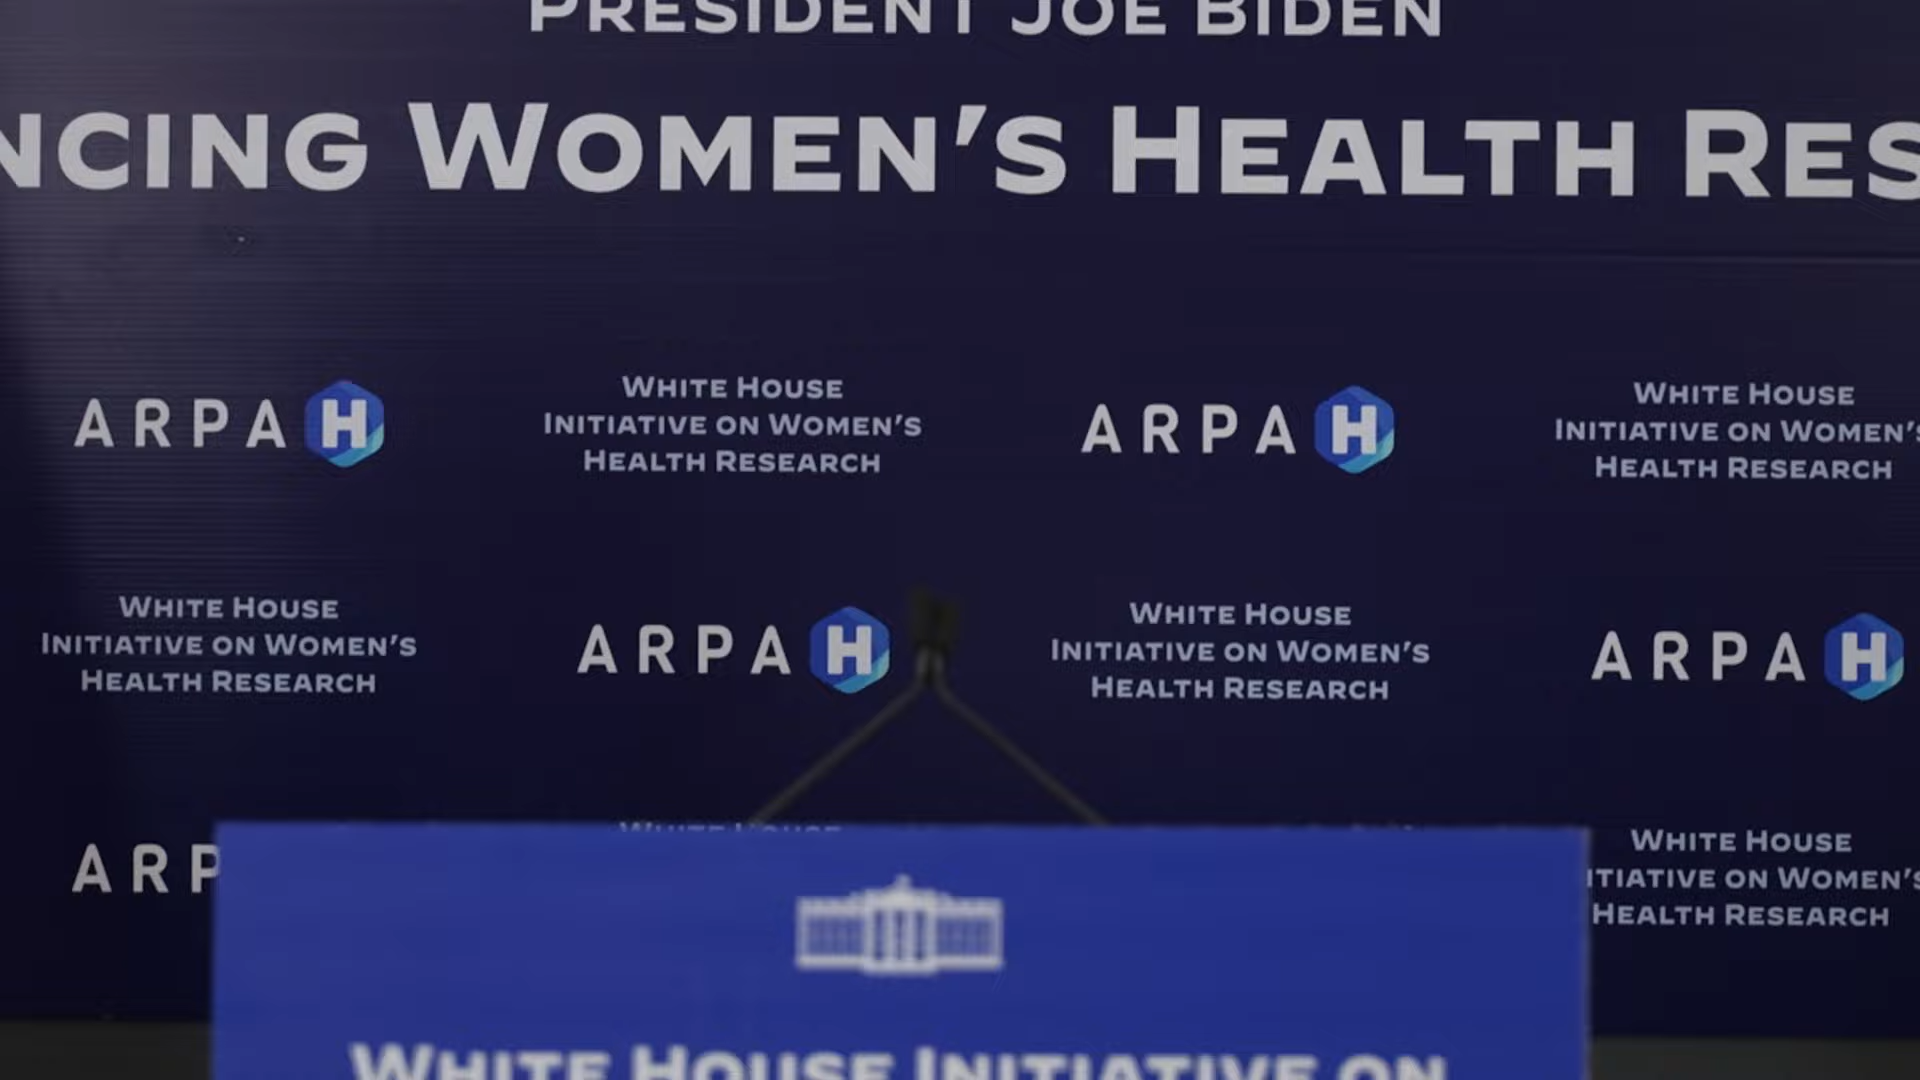 PRESIDENT JOE BIDEN
NCING WOMEN'S HEALTH RES
ARPA H
WHITE HOUSE
INITIATIVE ON WOMEN'S
HEALTH RESEARCH
ARPA H
WHITE HOUSE
INITIATIVE ON WOMEN'S
HEALTH RESEARCH
WHITE HOUSE
INITIATIVE ON WOMEN'S
HEALTH RESEARCH
ARPA H
WHITE HOUSE
INITIATIVE ON WOMEN'S
HEALTH RESEARCH
ARPA H
ARP
WHITE HOUSE
WHITE HOUSE
ITIATIVE ON WOMEN'S
HEALTH RESEARCH
WHITE HOUSE INITIATIVE ON